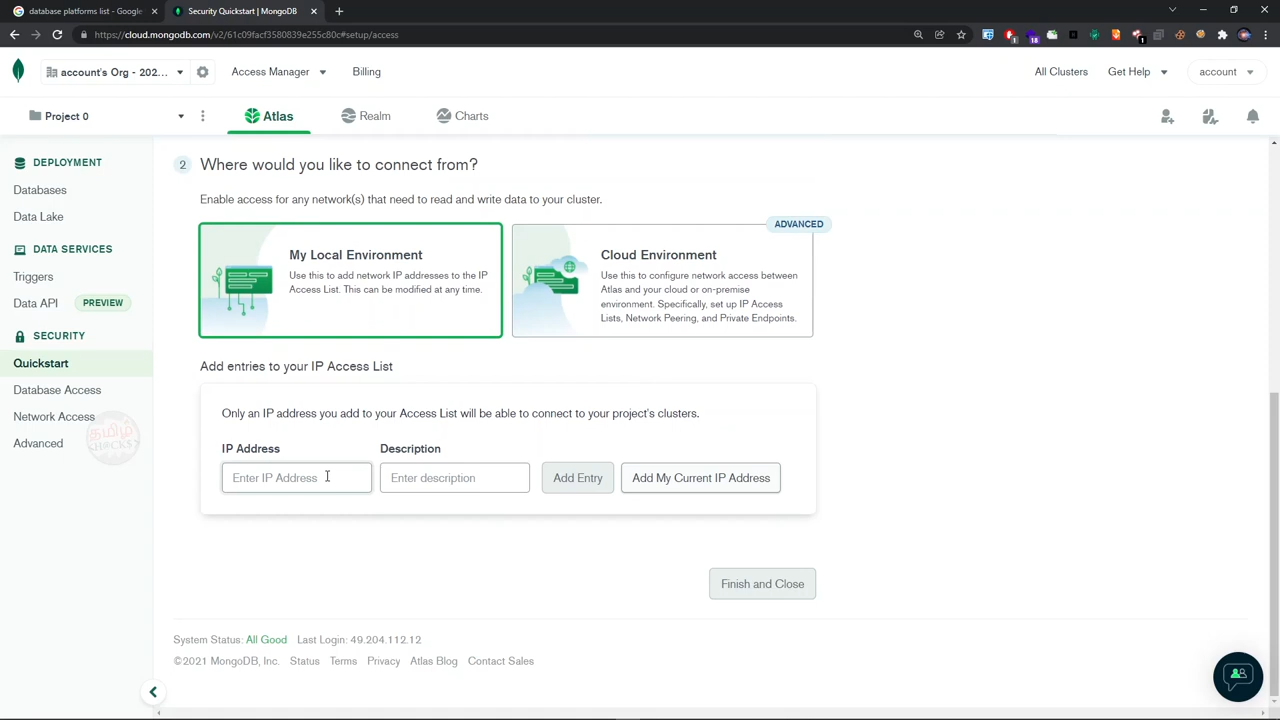 database platforms list - Google
Security Quickstart | MongoDB
https://cloud.mongodb.com/v2/61c09facf3580839e255c80c#setup/access
account's Org - 202...
Access Manager
Billing
All Clusters
Get Help
account
Project 0
Atlas
Realm
Charts
DEPLOYMENT
Databases
Data Lake
DATA SERVICES
Triggers
Data API PREVIEW
SECURITY
Quickstart
Database Access
Network Access
Advanced
தமிழ்
HACKS
2 Where would you like to connect from?
Enable access for any network(s) that need to read and write data to your cluster.
My Local Environment
Use this to add network IP addresses to the IP
Access List. This can be modified at any time.
ADVANCED
Cloud Environment
Use this to configure network access between
Atlas and your cloud or on-premise
environment. Specifically, set up IP Access
Lists, Network Peering, and Private Endpoints.
Add entries to your IP Access List
Only an IP address you add to your Access List will be able to connect to your project's clusters.
IP Address
Description
Enter IP Address
Enter description
Add Entry
Add My Current IP Address
Finish and Close
System Status: All Good Last Login: 49.204.112.12
©2021 MongoDB, Inc. Status Terms Privacy Atlas Blog Contact Sales